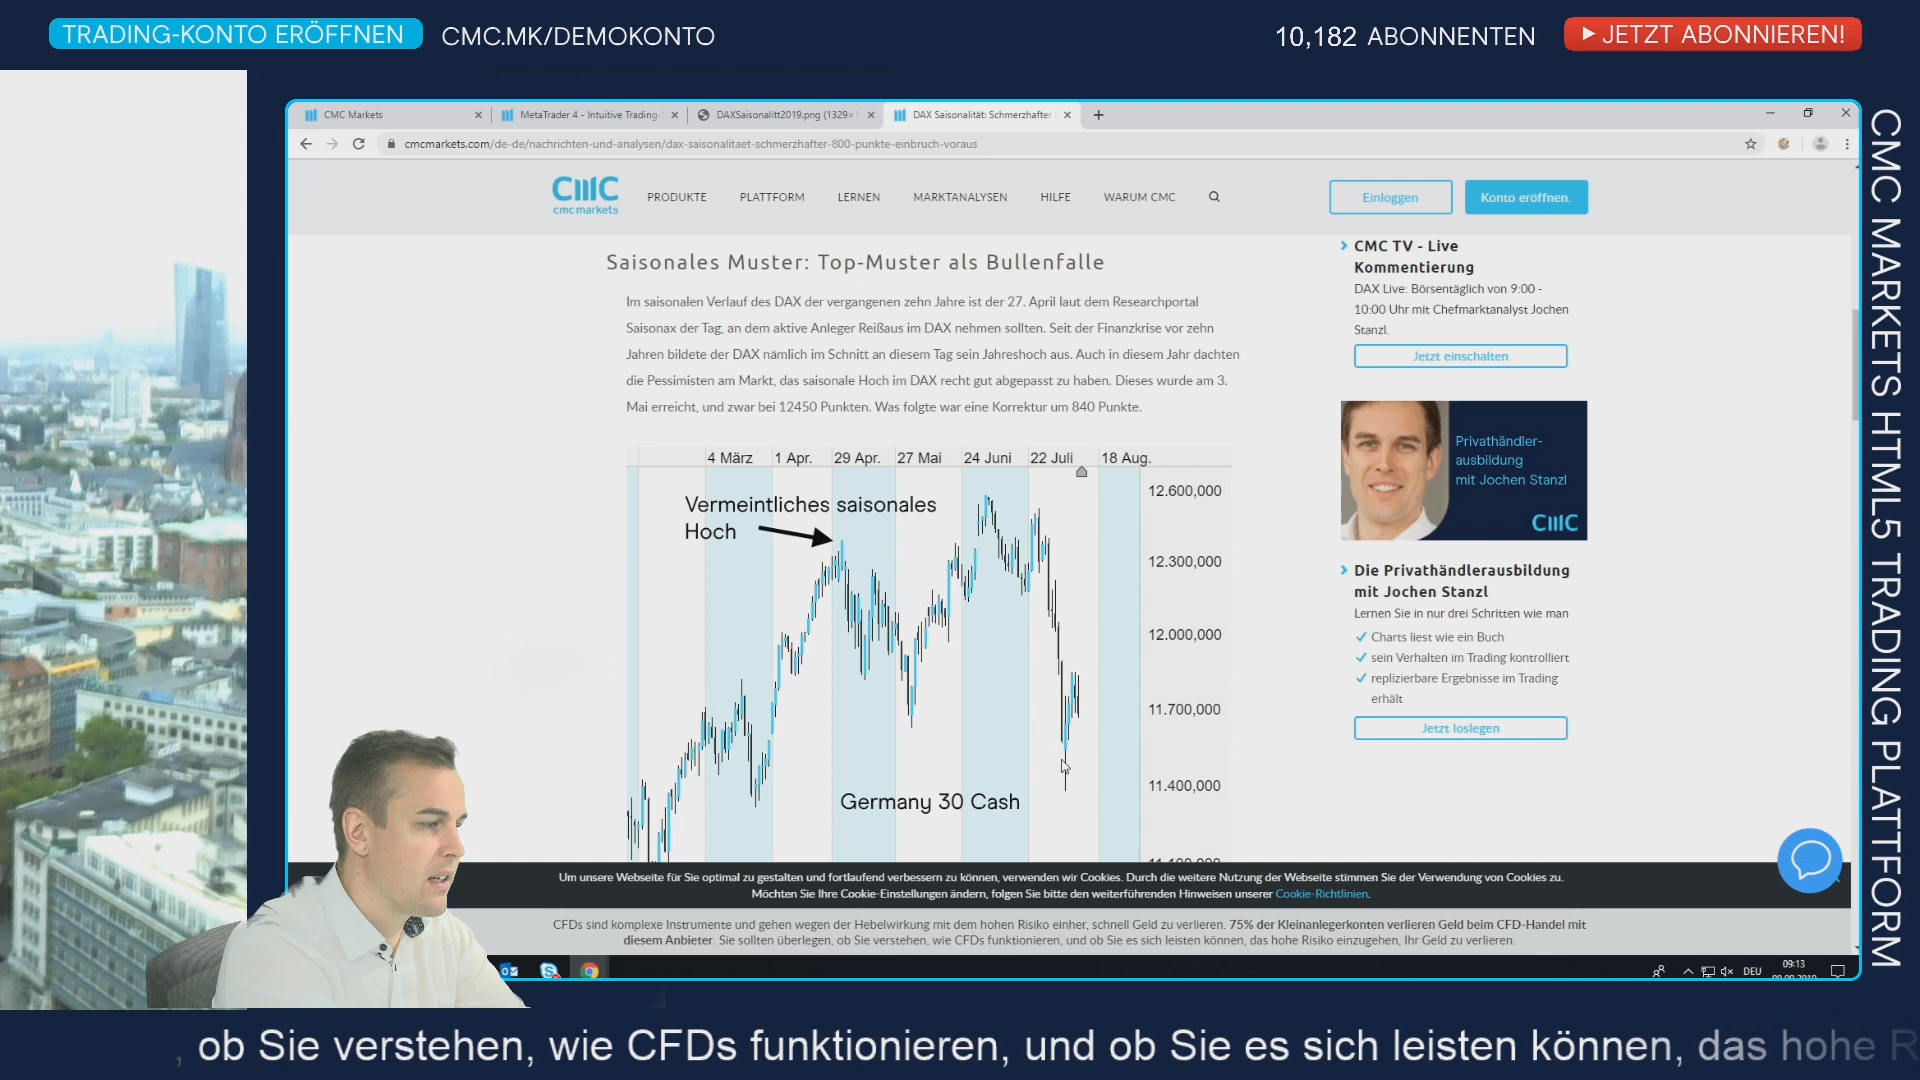 TRADING-KONTO ERÖFFNEN CMC.MK/DEMOKONTO 10,182 ABONNENTEN JETZT ABONNIEREN!
CMC Markets MetaTrader 4 - Intuitive Trading- DAXSaisonalitt2019.png (1329× DAX Saisonalität: Schmerzhafter
cmcmarkets.com/de-de/nachrichten-und-analysen/dax-saisonalitaet-schmerzhafter-800-punkte-einbruch-voraus
CMC
cmc markets
PRODUKTE PLATTFORM LERNEN MARKTANALYSEN HILFE WARUM CMC Einloggen Konto eröffnen.
Saisonales Muster: Top-Muster als Bullenfalle
Im saisonalen Verlauf des DAX der vergangenen zehn Jahre ist der 27. April laut dem Researchportal
Saisonax der Tag, an dem aktive Anleger Reißaus im DAX nehmen sollten. Seit der Finanzkrise vor zehn
Jahren bildete der DAX nämlich im Schnitt an diesem Tag sein Jahreshoch aus. Auch in diesem Jahr dachten
die Pessimisten am Markt, das saisonale Hoch im DAX recht gut abgepasst zu haben. Dieses wurde am 3.
Mai erreicht, und zwar bei 12450 Punkten. Was folgte war eine Korrektur um 840 Punkte.
4 März 1 Apr. 29 Apr. 27 Mai 24 Juni 22 Juli 18 Aug.
Vermeintliches saisonales
Hoch
12.600,000
12.300,000
12.000,000
11.700,000
11.400,000
11.100,000
Germany 30 Cash
CMC TV - Live
Kommentierung
DAX Live: Börsentäglich von 9:00 -
10:00 Uhr mit Chefmarktanalyst Jochen
Stanzl.
Jetzt einschalten
Privathändler-
ausbildung
mit Jochen Stanzl
CMC
Die Privathändlerausbildung
mit Jochen Stanzl
Lernen Sie in nur drei Schritten wie man
Charts liest wie ein Buch
sein Verhalten im Trading kontrolliert
replizierbare Ergebnisse im Trading
erhält
Jetzt loslegen
Um unsere Webseite für Sie optimal zu gestalten und fortlaufend verbessern zu können, verwenden wir Cookies. Durch die weitere Nutzung der Webseite stimmen Sie der Verwendung von Cookies zu.
Möchten Sie Ihre Cookie-Einstellungen ändern, folgen Sie bitte den weiterführenden Hinweisen unserer Cookie-Richtlinien.
CFDs sind komplexe Instrumente und gehen wegen der Hebelwirkung mit dem hohen Risiko einher, schnell Geld zu verlieren. 75% der Kleinanlegerkonten verlieren Geld beim CFD-Handel mit
diesem Anbieter. Sie sollten überlegen, ob Sie verstehen, wie CFDs funktionieren, und ob Sie es sich leisten können, das hohe Risiko einzugehen, Ihr Geld zu verlieren.
DEU 09:13
CMC MARKETS HTML5 TRADING PLATTFORM
, ob Sie verstehen, wie CFDs funktionieren, und ob Sie es sich leisten können, das hohe R